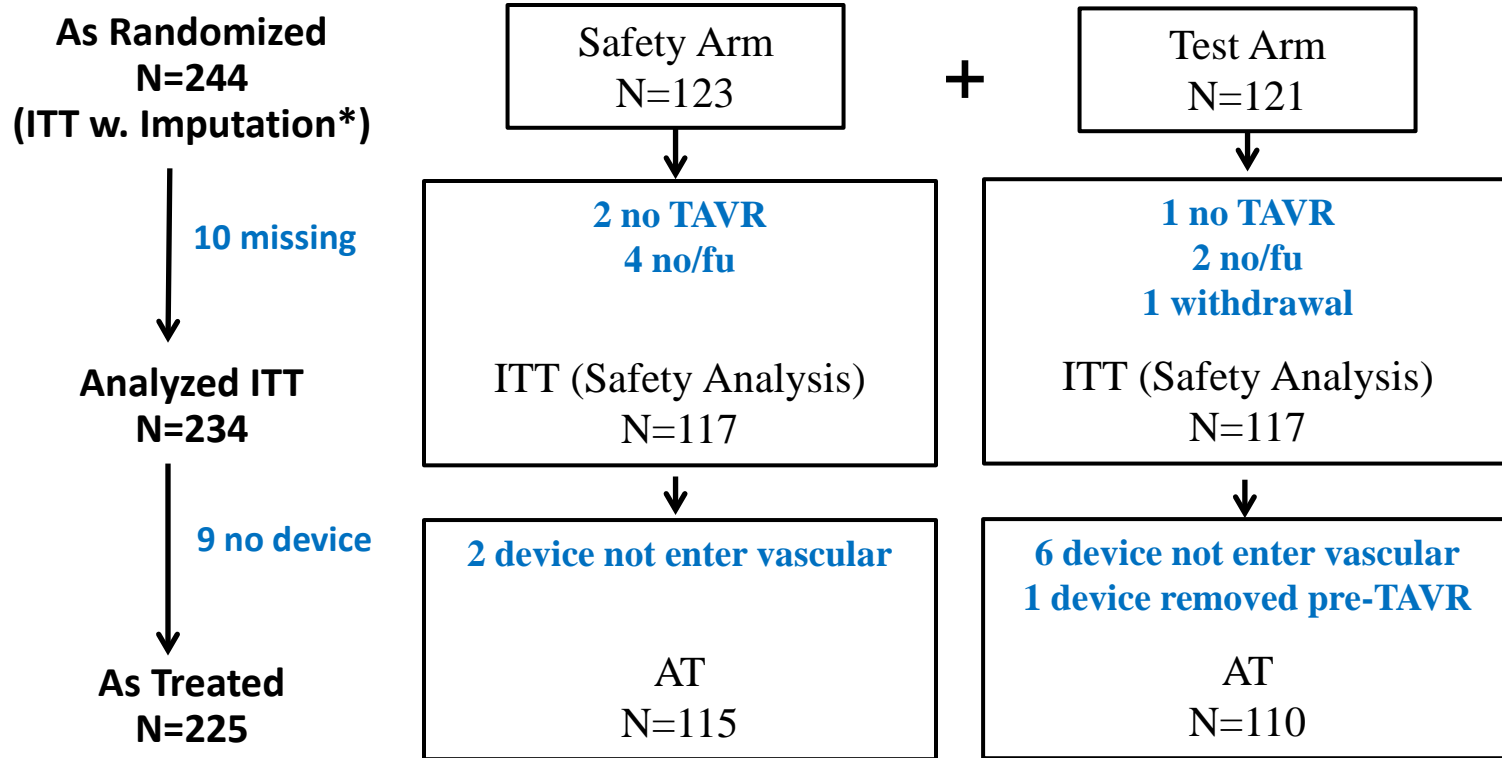 As Randomized
N=244
(ITT w. Imputation*)
Safety Arm
N=123
+
Test Arm
N=121
10 missing
2 no TAVR
4 no/fu
1 no TAVR
2 no/fu
1 withdrawal
Analyzed ITT
N=234
ITT (Safety Analysis)
N=117
ITT (Safety Analysis)
N=117
9 no device
2 device not enter vascular
6 device not enter vascular
1 device removed pre-TAVR
As Treated
N=225
AT
N=115
AT
N=110